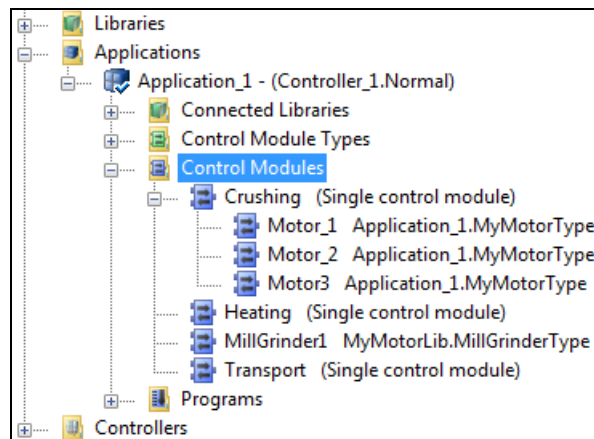 Libraries
Applications
Application_1 - (Controller_1.Normal)
Connected Libraries
Control Module Types
Control Modules
Crushing (Single control module)
Motor_1 Application_1.MyMotorType
Motor_2 Application_1.MyMotorType
Motor3 Application_1.MyMotorType
Heating (Single control module)
MillGrinder1 MyMotorLib.MillGrinderType
Transport (Single control module)
Programs
Controllers